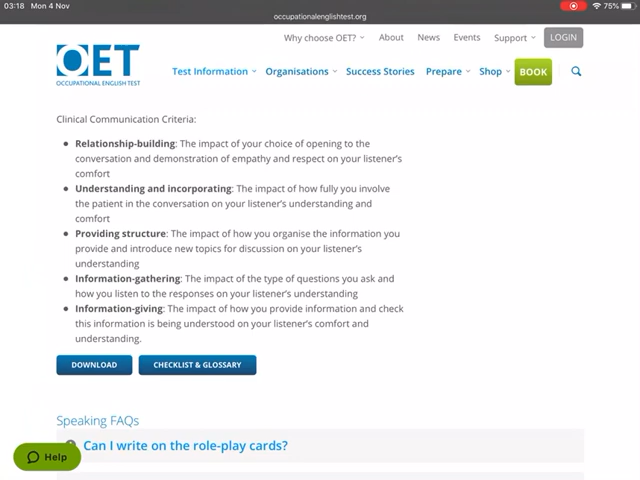 03:18 Mon 4 Nov
75%
occupationalenglishtest.org
Why choose OET? About News Events Support LOGIN
OET
OCCUPATIONAL ENGLISH TEST
Test Information Organisations Success Stories Prepare Shop BOOK
Clinical Communication Criteria:
Relationship-building: The impact of your choice of opening to the
conversation and demonstration of empathy and respect on your listener's
comfort
Understanding and incorporating: The impact of how fully you involve
the patient in the conversation on your listener's understanding and
comfort
Providing structure: The impact of how you organise the information you
provide and introduce new topics for discussion on your listener's
understanding
Information-gathering: The impact of the type of questions you ask and
how you listen to the responses on your listener's understanding
Information-giving: The impact of how you provide information and check
this information is being understood on your listener's comfort and
understanding.
DOWNLOAD CHECKLIST & GLOSSARY
Speaking FAQs
Can I write on the role-play cards?
Help